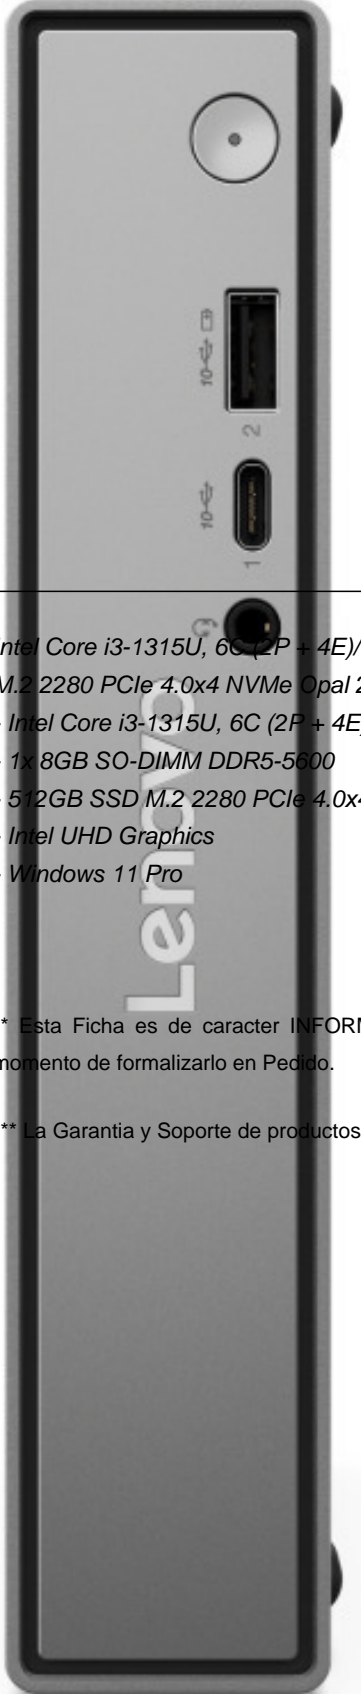 10
2
10
1
ntel Core i3-1315U, 6C (2P + 4E)/
M.2 2280 PCIe 4.0x4 NVMe Opal 2
- Intel Core i3-1315U, 6C (2P + 4E)
- 1x 8GB SO-DIMM DDR5-5600
- 512GB SSD M.2 2280 PCIe 4.0x4
- Intel UHD Graphics
- Windows 11 Pro
Lenovo
* Esta Ficha es de caracter INFORM
momento de formalizarlo en Pedido.
** La Garantia y Soporte de productos